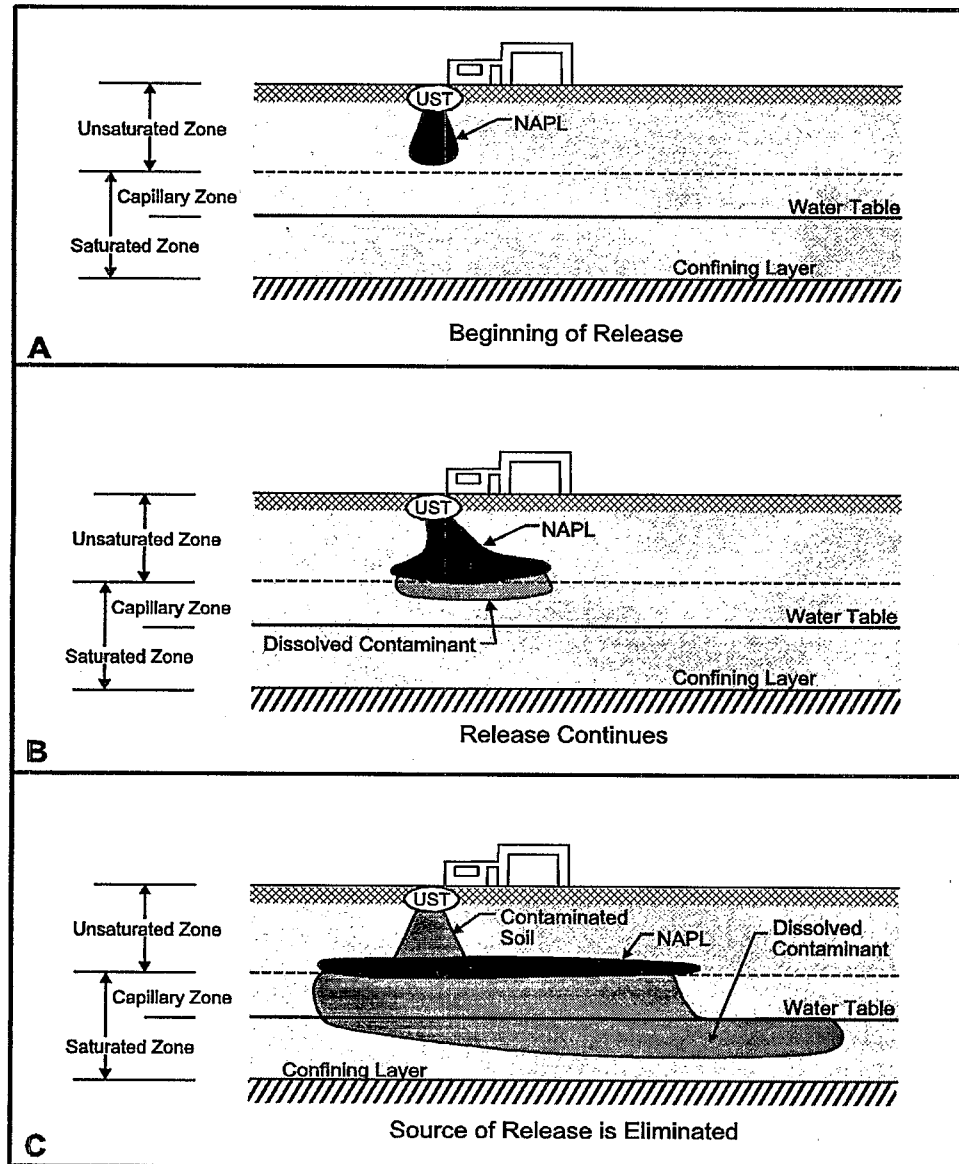 UST
Unsaturated Zone
NAPL
Capillary Zone
Water Table
Saturated Zone
Confining Layer
A
Beginning of Release
UST
Unsaturated Zone
NAPL
Capillary Zone
Water Table
Dissolved Contaminant
Saturated Zone
Confining Layer
B
Release Continues
UST
Contaminated
Soil
Dissolved
Contaminant
Unsaturated Zone
NAPL
Capillary Zone
Water Table
Saturated Zone
Confining Layer
C
Source of Release is Eliminated